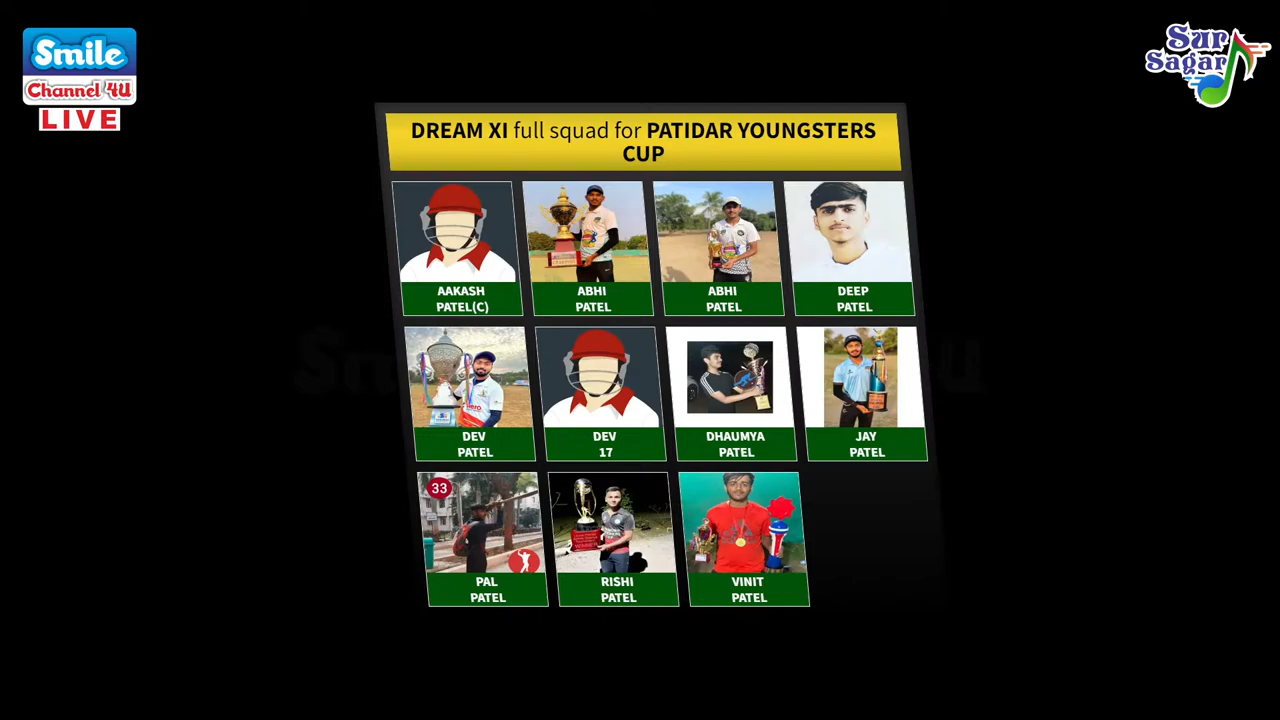 Smile
Channel 4U
LIVE
Sur
Sagar
DREAM XI full squad for PATIDAR YOUNGSTERS
CUP
AAKASH
PATEL(C)
ABHI
PATEL
ABHI
PATEL
DEEP
PATEL
DEV
PATEL
DEV
17
DHAUMYA
PATEL
JAY
PATEL
33
PAL
PATEL
RISHI
PATEL
VINIT
PATEL